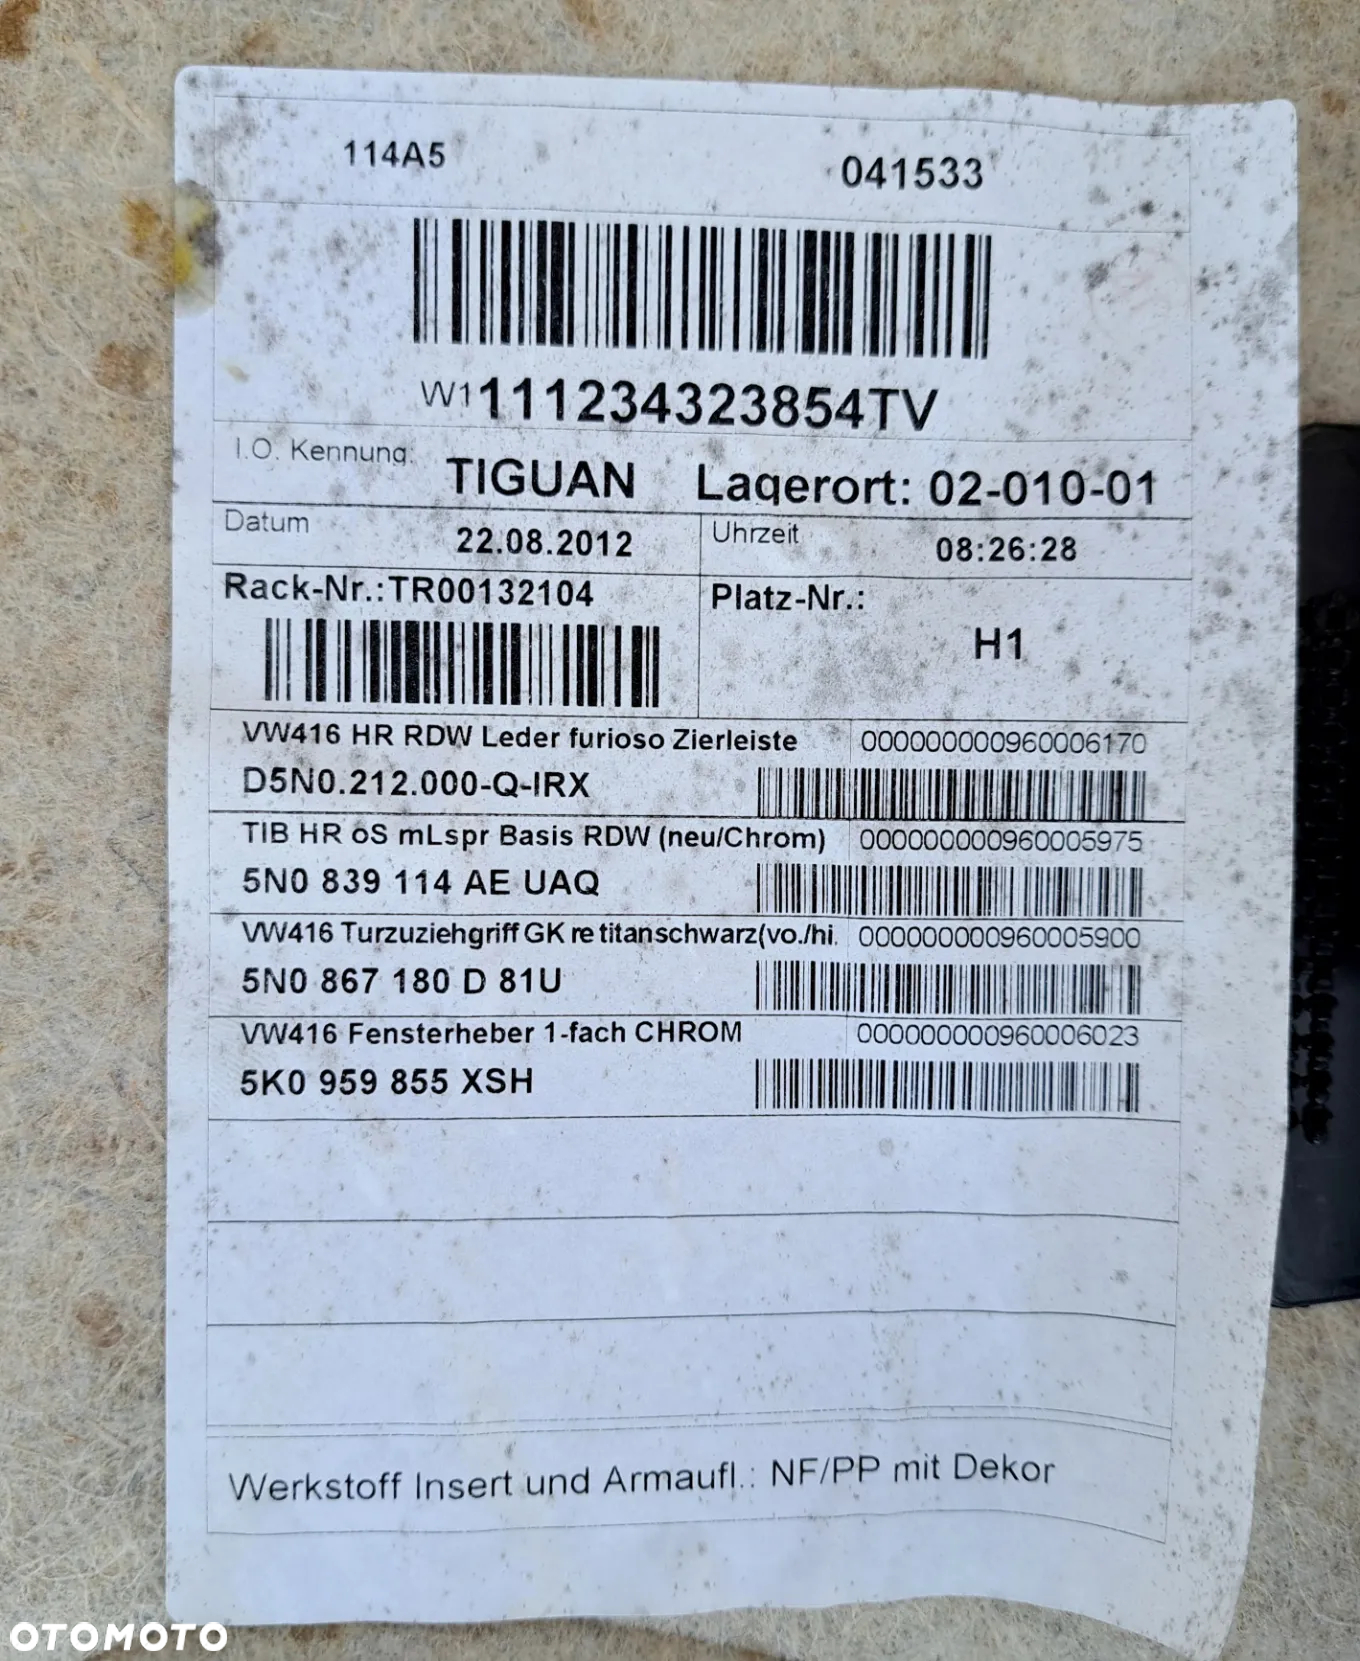 114A5 041533
W1111234323854TV
I.O. Kennung: TIGUAN Lagerort: 02-010-01
Datum 22.08.2012 Uhrzeit 08:26:28
Rack-Nr.:TR00132104 Platz-Nr.:
H1
VW416 HR RDW Leder furioso Zierleiste 000000000960006170
D5N0.212.000-Q-IRX
TIB HR öS mLspr Basis RDW (neu/Chrom) 000000000960005975
5N0 839 114 AE UAQ
VW416 Turzuziehgriff GK re titanschwarz(vo./hi. 000000000960005900
5N0 867 180 D 81U
VW416 Fensterheber 1-fach CHROM 000000000960006023
5K0 959 855 XSH
Werkstoff Insert und Armaufl.: NF/PP mit Dekor
OTOMOTO